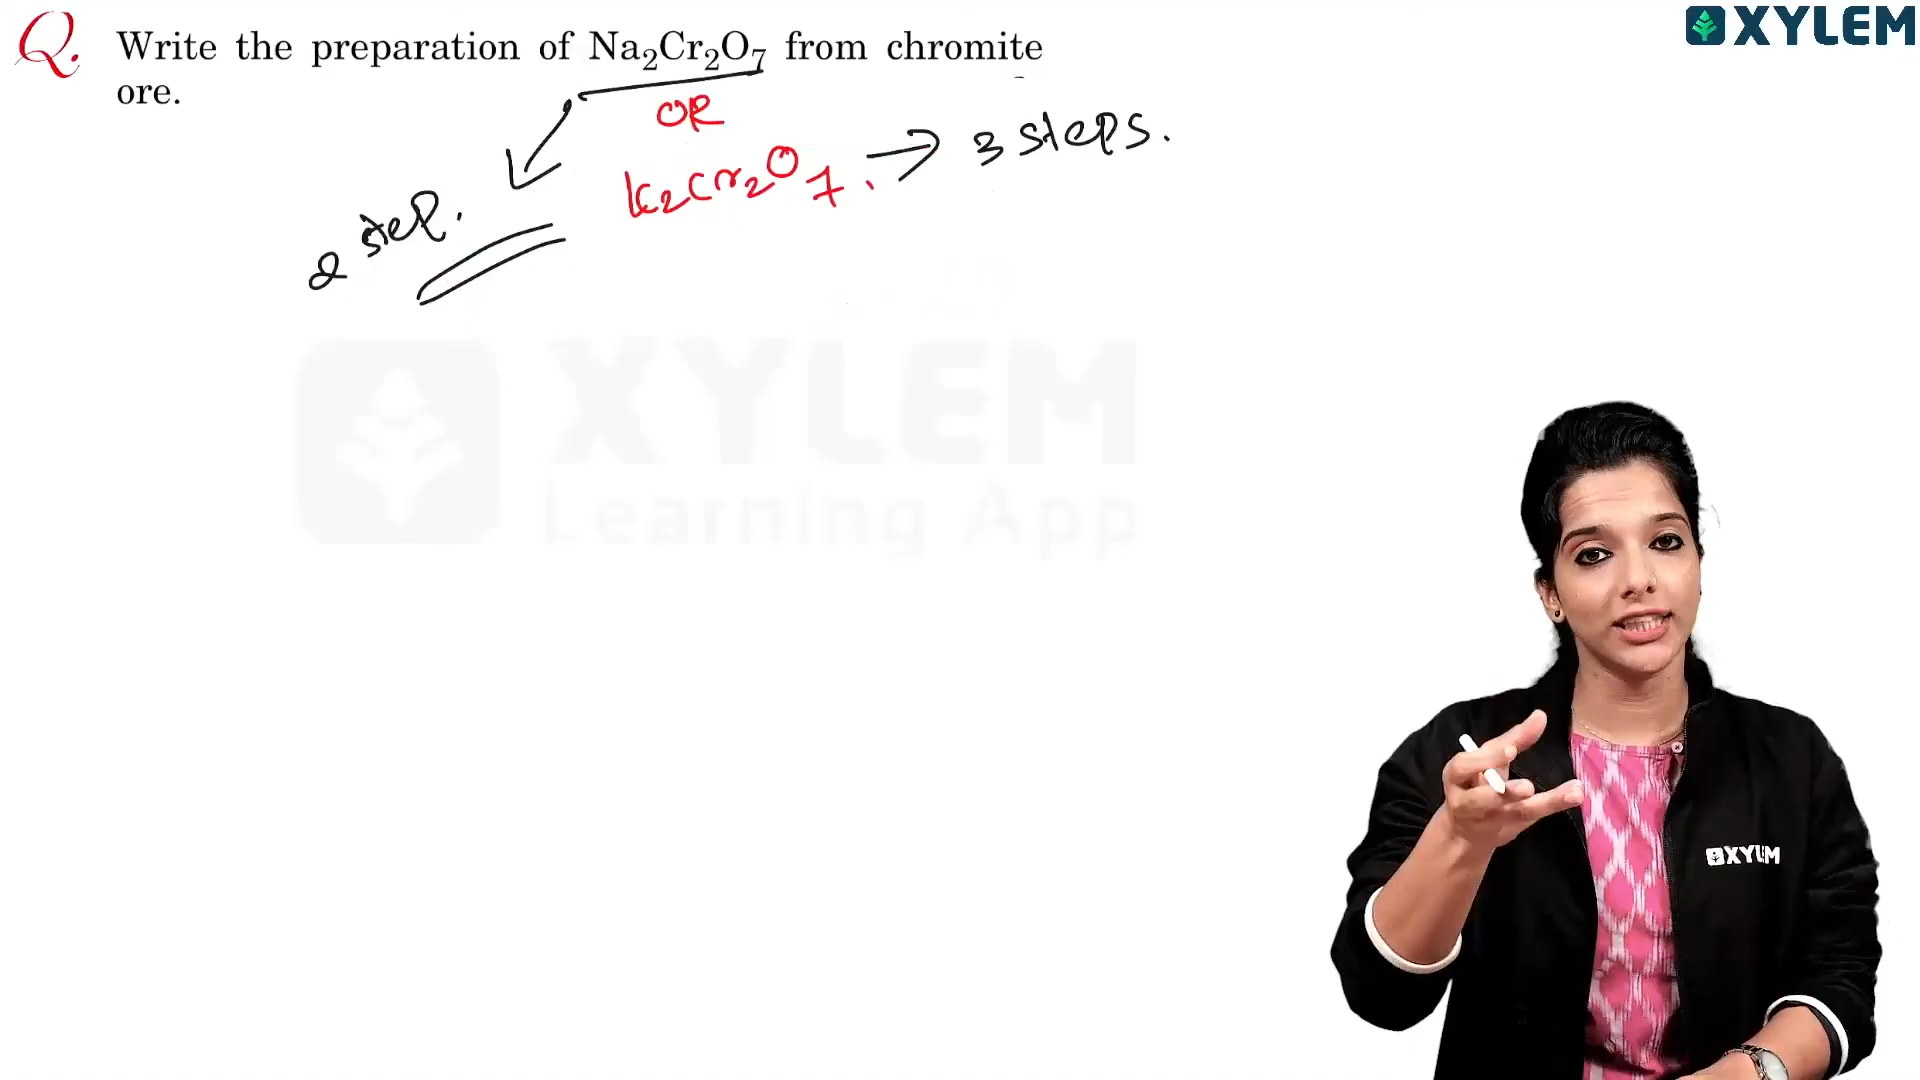 XYLEM
Q. Write the preparation of Na₂Cr₂O₇ from chromite
ore.
OR
K₂Cr₂O₇. → 3 steps.
2 step.
XYLEM
Learning App
XYLEM